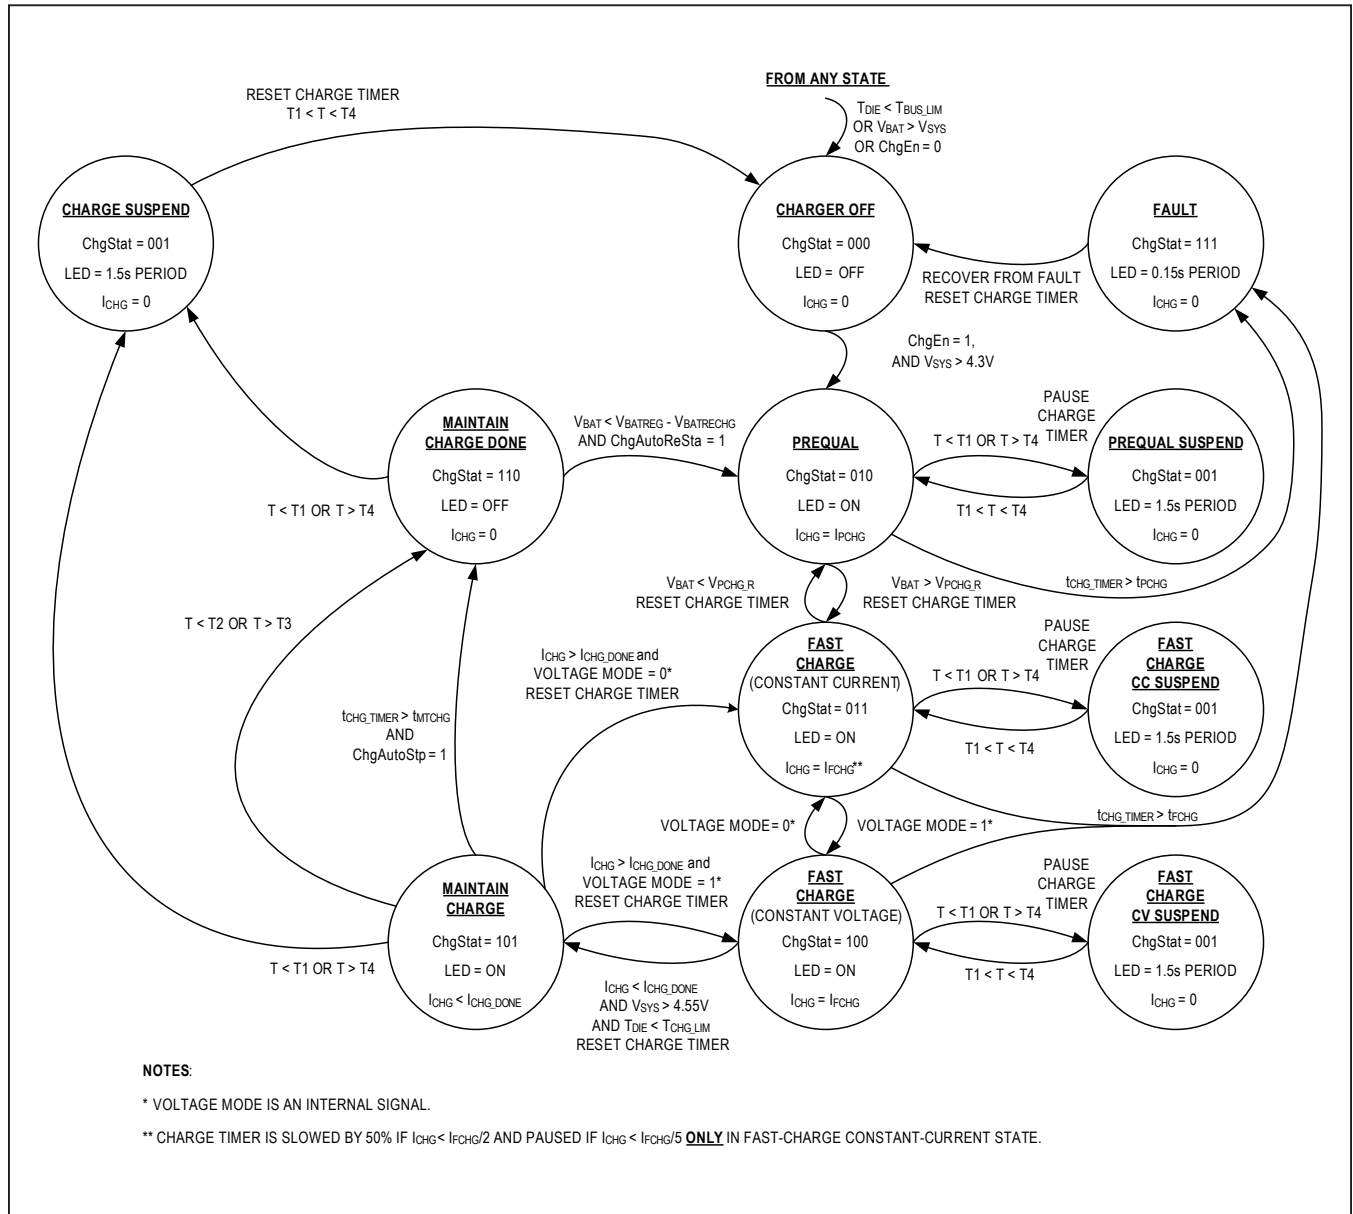 FROM ANY STATE
TDIE < TBUS_LIM
OR VBAT > VSYS
OR ChgEn = 0
RESET CHARGE TIMER
T1 < T < T4
CHARGE SUSPEND
ChgStat = 001
LED = 1.5s PERIOD
ICHG = 0
CHARGER OFF
ChgStat = 000
LED = OFF
ICHG = 0
FAULT
ChgStat = 111
LED = 0.15s PERIOD
ICHG = 0
RECOVER FROM FAULT
RESET CHARGE TIMER
ChgEn = 1,
AND VSYS > 4.3V
MAINTAIN
CHARGE DONE
ChgStat = 110
LED = OFF
ICHG = 0
VBAT < VBATREG - VBATRECHG
AND ChgAutoReSta = 1
PREQUAL
ChgStat = 010
LED = ON
ICHG = IPCHG
PAUSE
CHARGE
TIMER
T < T1 OR T > T4
T1 < T < T4
PREQUAL SUSPEND
ChgStat = 001
LED = 1.5s PERIOD
ICHG = 0
T < T1 OR T > T4
tCHG_TIMER > tPCHG
VBAT < VPCHG_R
RESET CHARGE TIMER
VBAT > VPCHG_R
RESET CHARGE TIMER
T < T2 OR T > T3
ICHG > ICHG_DONE and
VOLTAGE MODE = 0*
RESET CHARGE TIMER
FAST
CHARGE
(CONSTANT CURRENT)
ChgStat = 011
LED = ON
ICHG = IFCHG**
PAUSE
CHARGE
TIMER
T < T1 OR T > T4
T1 < T < T4
FAST
CHARGE
CC SUSPEND
ChgStat = 001
LED = 1.5s PERIOD
ICHG = 0
tCHG_TIMER > tMTCHG
AND
ChgAutoStp = 1
VOLTAGE MODE = 0*
VOLTAGE MODE = 1*
tCHG_TIMER > tFCHG
MAINTAIN
CHARGE
ChgStat = 101
LED = ON
ICHG < ICHG_DONE
T < T1 OR T > T4
ICHG > ICHG_DONE and
VOLTAGE MODE = 1*
RESET CHARGE TIMER
ICHG < ICHG_DONE
AND VSYS > 4.55V
AND TDIE < TCHG_LIM
RESET CHARGE TIMER
FAST
CHARGE
(CONSTANT VOLTAGE)
ChgStat = 100
LED = ON
ICHG = IFCHG
PAUSE
CHARGE
TIMER
T < T1 OR T > T4
T1 < T < T4
FAST
CHARGE
CV SUSPEND
ChgStat = 001
LED = 1.5s PERIOD
ICHG = 0
NOTES:
* VOLTAGE MODE IS AN INTERNAL SIGNAL.
** CHARGE TIMER IS SLOWED BY 50% IF ICHG < IFCHG/2 AND PAUSED IF ICHG < IFCHG/5 ONLY IN FAST-CHARGE CONSTANT-CURRENT STATE.